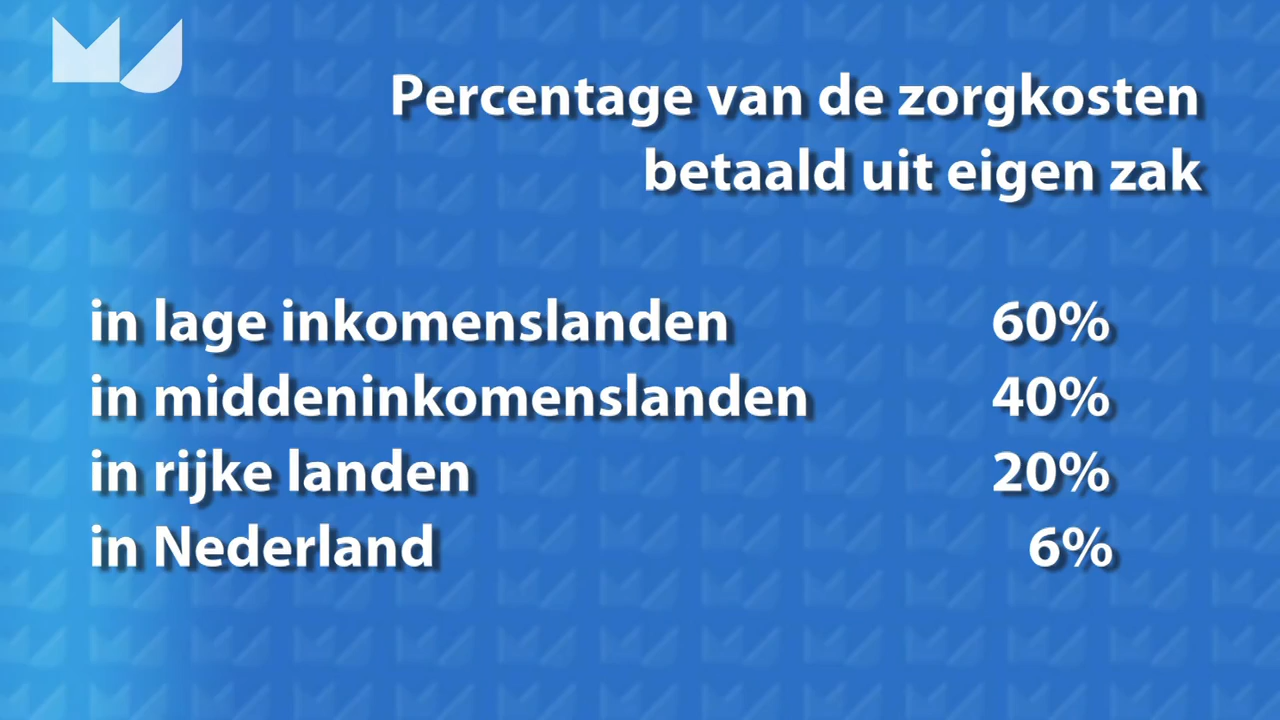 Percentage van de zorgkosten
betaald uit eigen zak
in lage inkomenslanden 60%
in middeninkomenslanden 40%
in rijke landen 20%
in Nederland 6%